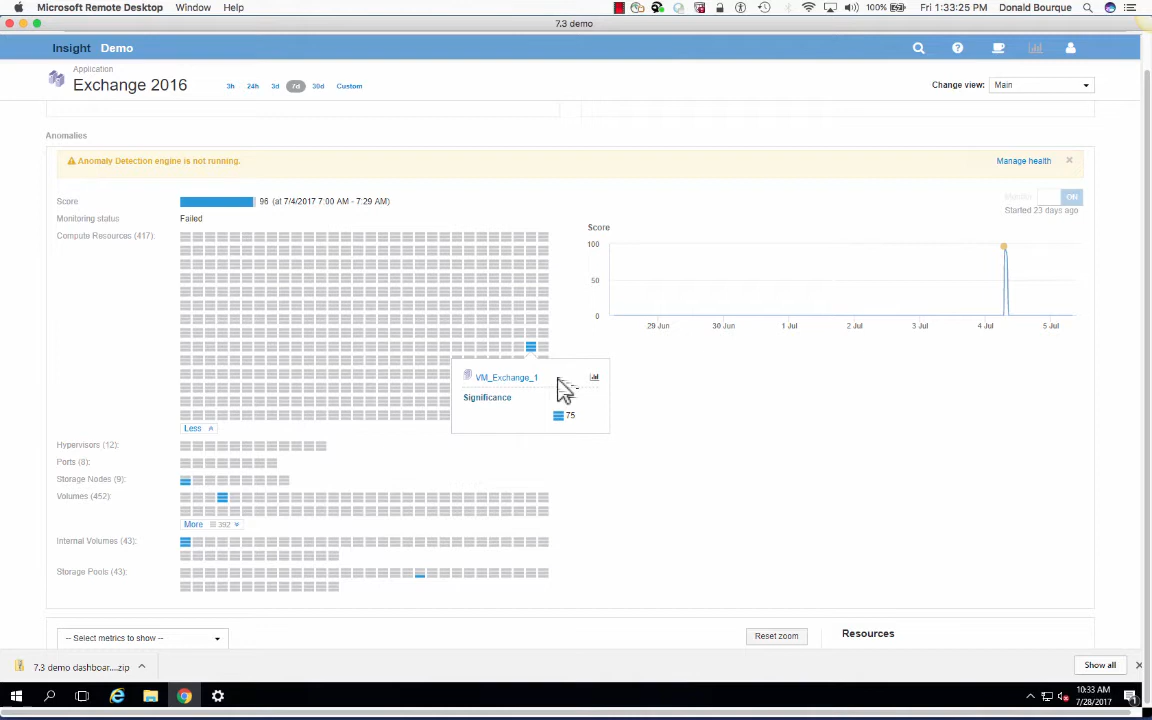 Microsoft Remote Desktop Window Help 100% Fri 1:33:25 PM Donald Bourque
7.3 demo
Insight Demo
Application
Exchange 2016 3h 24h 3d 7d 30d Custom Change view: Main
Anomalies
Anomaly Detection engine is not running. Manage health
Score 96 (at 7/4/2017 7:00 AM - 7:29 AM) Monitor ON
Monitoring status Failed Started 23 days ago
Compute Resources (417): Score
100
50
0
29 Jun 30 Jun 1 Jul 2 Jul 3 Jul 4 Jul 5 Jul
VM_Exchange_1
Significance
75
Less
Hypervisors (12):
Ports (8):
Storage Nodes (9):
Volumes (452):
More 392
Internal Volumes (43):
Storage Pools (43):
-- Select metrics to show -- Reset zoom Resources
7.3 demo dashboar....zip Show all
10:33 AM
7/28/2017
1